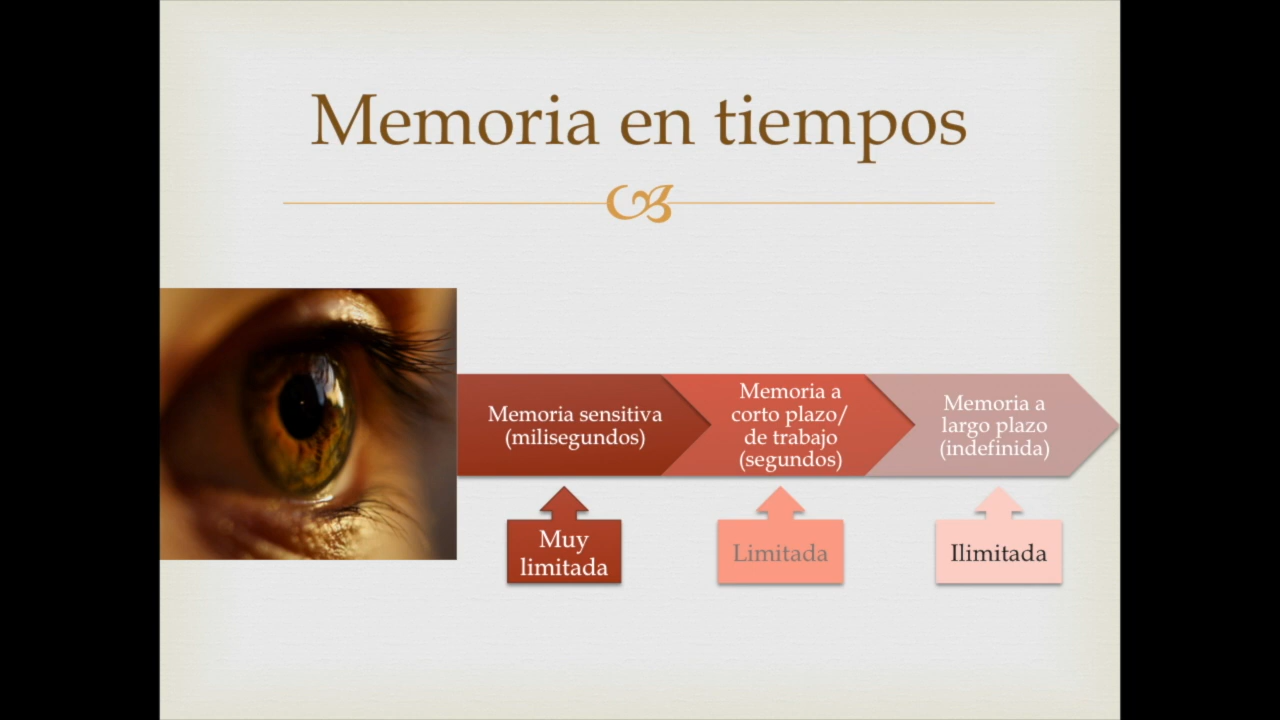 Memoria en tiempos
Memoria sensitiva
(milisegundos)
Memoria a
corto plazo/
de trabajo
(segundos)
Memoria a
largo plazo
(indefinida)
Muy
limitada
Limitada
Ilimitada